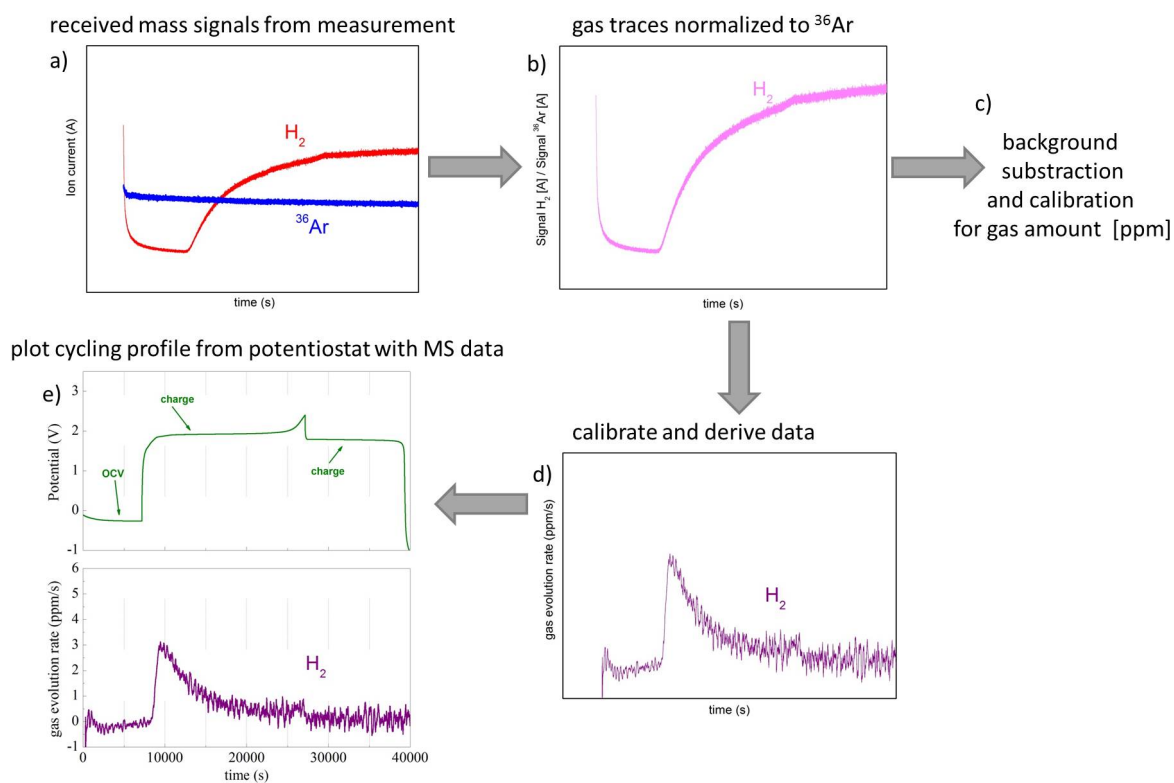 received mass signals from measurement
a)
Ion current (A)
H2
36Ar
time (s)
gas traces normalized to 36Ar
b)
Signal H2 [A] / Signal 36Ar [A]
H2
time (s)
c)
background
substraction
and calibration
for gas amount [ppm]
calibrate and derive data
d)
gas evolution rate (ppm/s)
H2
time (s)
plot cycling profile from potentiostat with MS data
e)
Potential (V)
3
2
1
0
-1
charge
OCV
charge
gas evolution rate (ppm/s)
6
5
4
3
2
1
0
-1
H2
0 10000 20000 30000 40000
time (s)